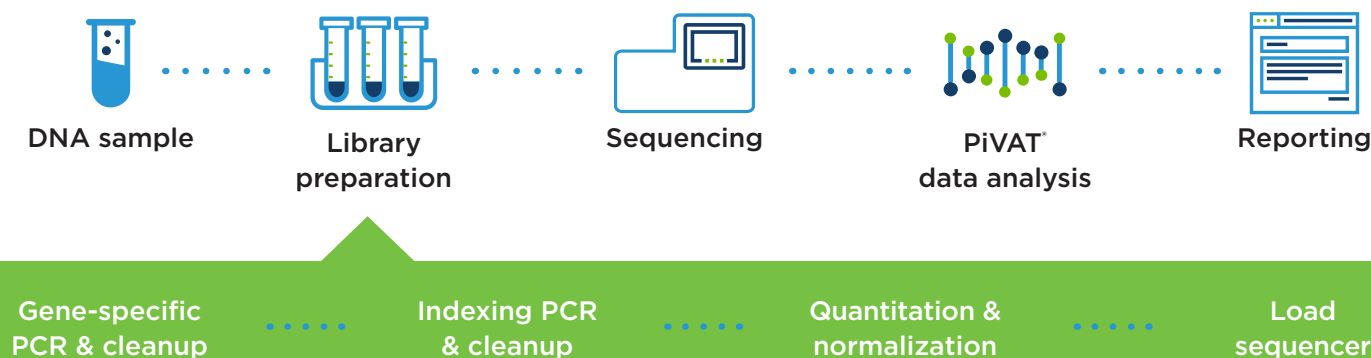 DNA sample
Library
preparation
Sequencing
PiVAT®
data analysis
Reporting
Gene-specific
PCR & cleanup
Indexing PCR
& cleanup
Quantitation &
normalization
Load
sequencer